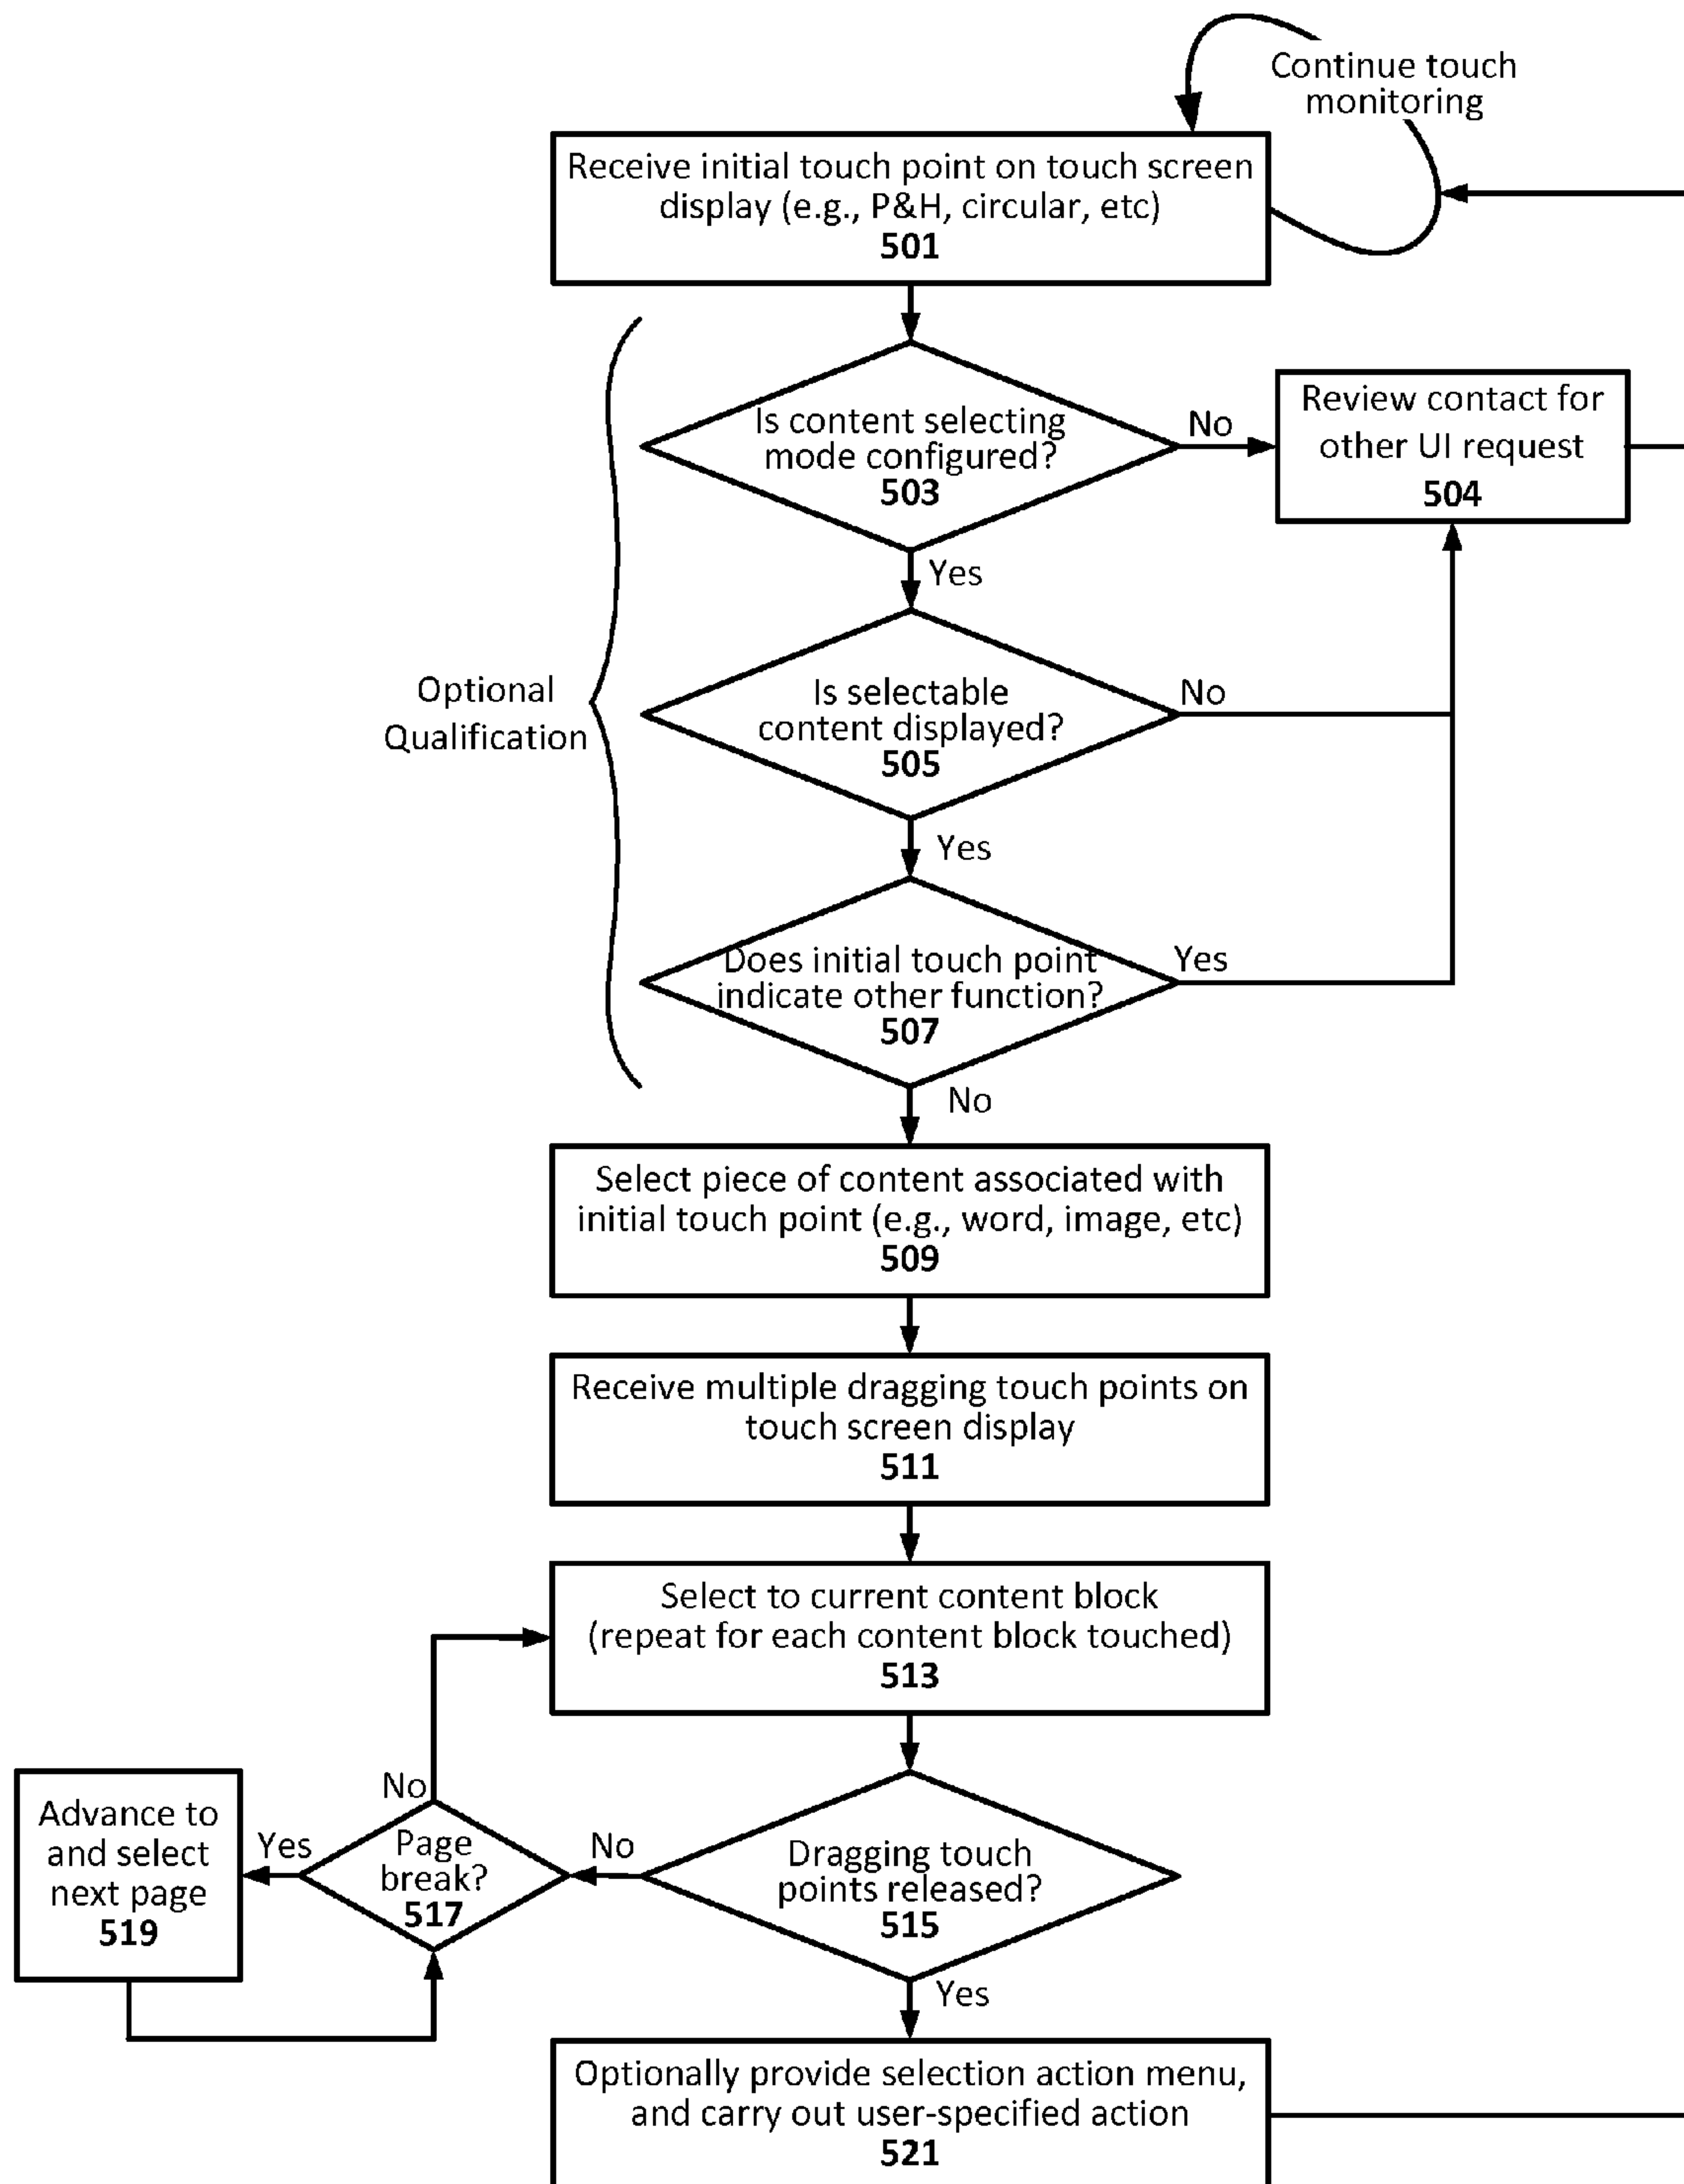 Continue touch
monitoring
Receive initial touch point on touch screen
display (e.g., P&H, circular, etc)
501
Is content selecting
mode configured?
503
No
Review contact for
other UI request
504
Yes
Optional
Qualification
Is selectable
content displayed?
505
No
Yes
Does initial touch point
indicate other function?
507
Yes
No
Select piece of content associated with
initial touch point (e.g., word, image, etc)
509
Receive multiple dragging touch points on
touch screen display
511
Select to current content block
(repeat for each content block touched)
513
Dragging touch
points released?
515
No
Page
break?
517
No
Yes
Advance to
and select
next page
519
Yes
Optionally provide selection action menu,
and carry out user-specified action
521